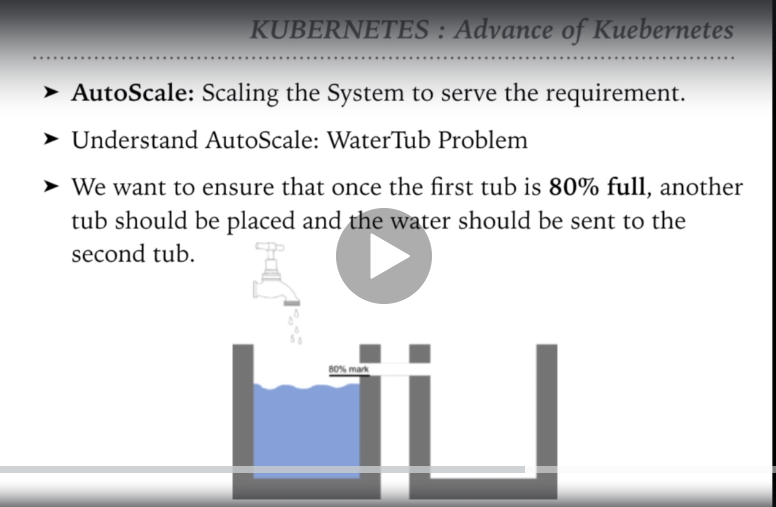 KUBERNETES : Advance of Kuebernetes
➤ AutoScale: Scaling the System to serve the requirement.
➤ Understand AutoScale: WaterTub Problem
➤ We want to ensure that once the first tub is 80% full, another
tub should be placed and the water should be sent to the
second tub.
80% mark